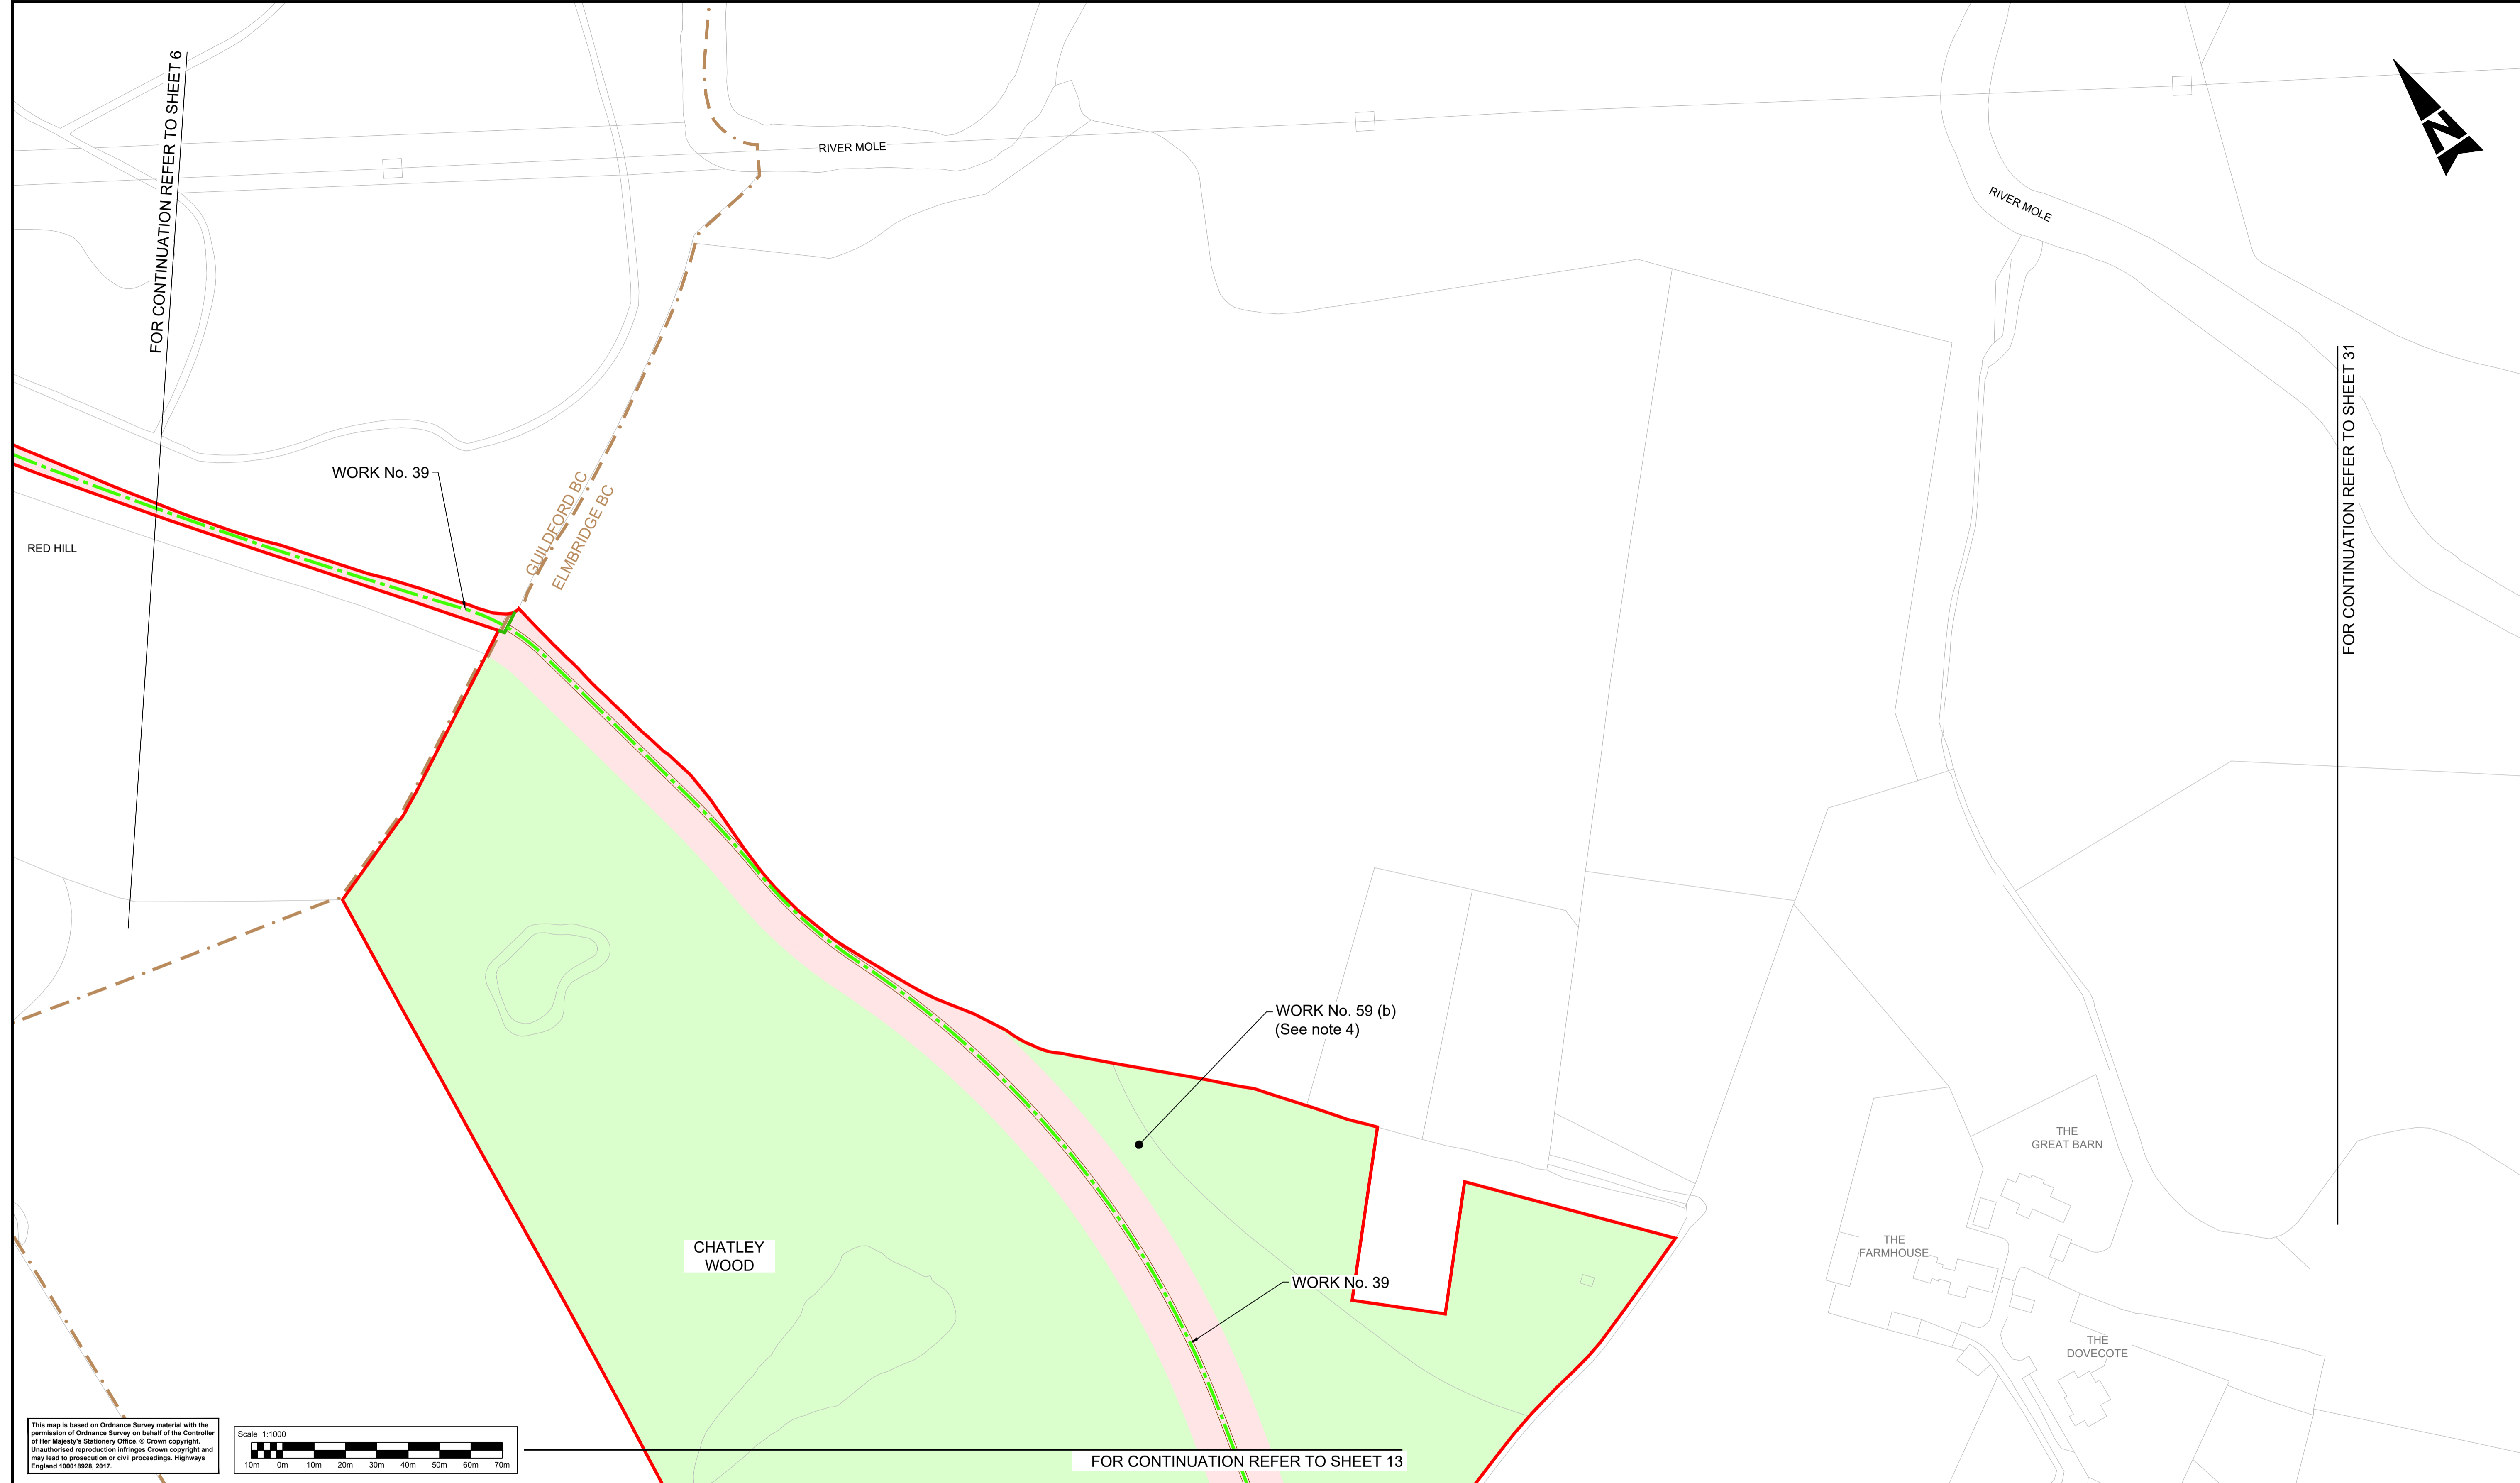 FOR CONTINUATION REFER TO SHEET 6
RIVER MOLE
N
RIVER MOLE
FOR CONTINUATION REFER TO SHEET 31
WORK No. 39
GUILDFORD BC
ELMBRIDGE BC
RED HILL
WORK No. 59 (b)
(See note 4)
THE
GREAT BARN
CHATLEY
WOOD
THE
FARMHOUSE
WORK No. 39
THE
DOVECOTE
This map is based on Ordnance Survey material with the
permission of Ordnance Survey on behalf of the Controller
of Her Majesty's Stationery Office. © Crown copyright.
Unauthorised reproduction infringes Crown copyright and
may lead to prosecution or civil proceedings. Highways
England 100018928, 2017.
Scale 1:1000
10m 0m 10m 20m 30m 40m 50m 60m 70m
FOR CONTINUATION REFER TO SHEET 13